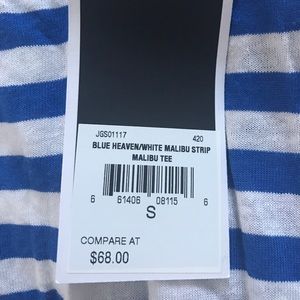 JGS01117 420
BLUE HEAVEN/WHITE MALIBU STRIP
MALIBU TEE
6 61406 08115 6
S
COMPARE AT
$68.00